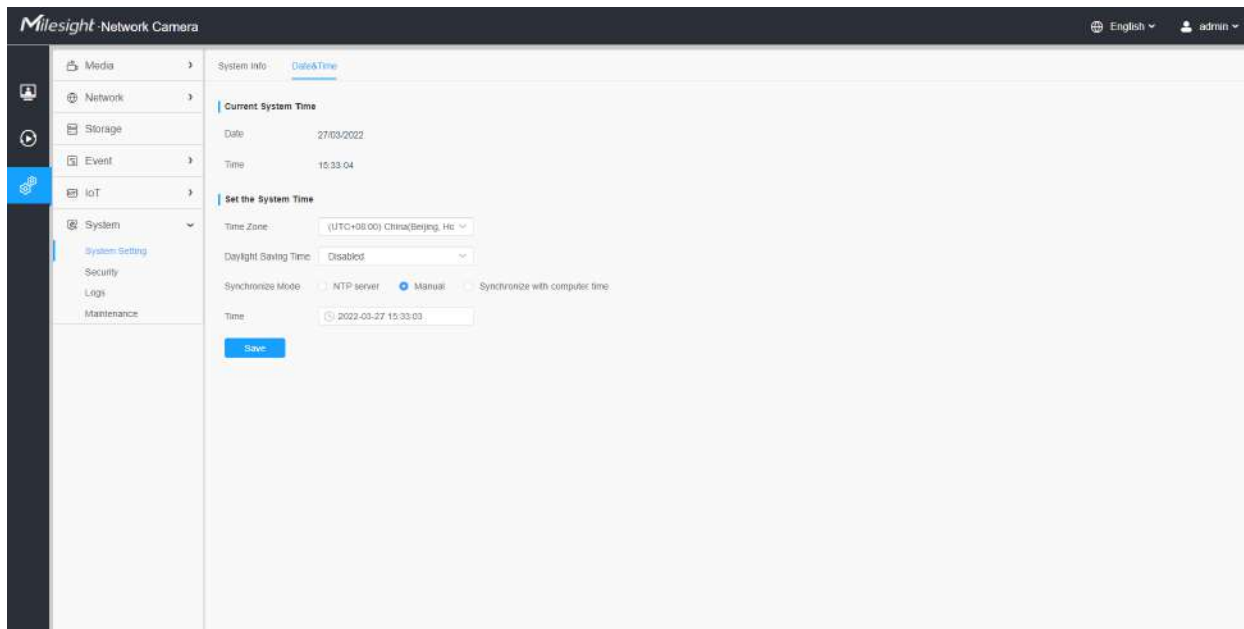 Milesight-Network Camera
English
admin
Media
Network
Storage
Event
IoT
System
System Setting
Security
Logs
Maintenance
System Info
Date&Time
Current System Time
Date 27/03/2022
Time 15:33:04
Set the System Time
Time Zone (UTC+08:00) China(Beijing, Ho
Daylight Saving Time Disabled
Synchronize Mode NTP server Manual Synchronize with computer time
Time 2022-03-27 15:33:03
Save